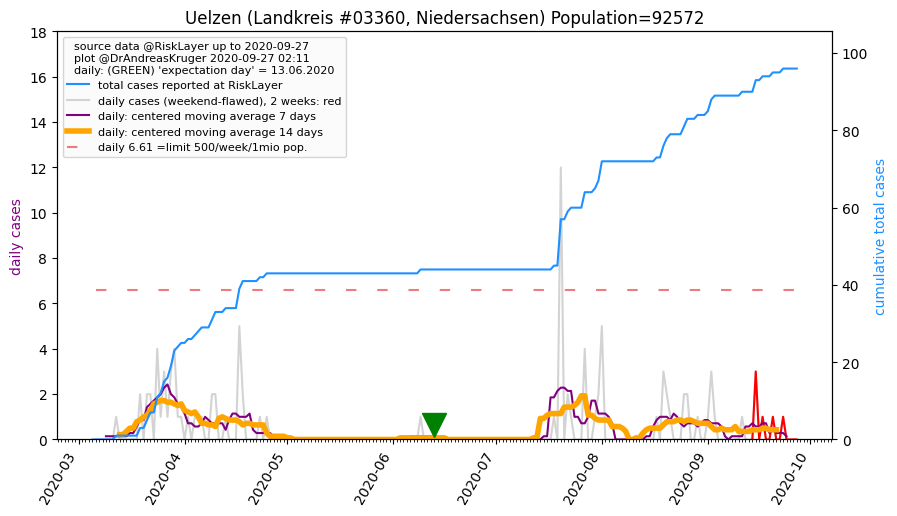 Uelzen (Landkreis #03360, Niedersachsen) Population=92572
source data @RiskLayer up to 2020-09-27
plot @DrAndreasKruger 2020-09-27 02:11
daily: (GREEN) 'expectation day' = 13.06.2020
total cases reported at RiskLayer
daily cases (weekend-flawed), 2 weeks: red
daily: centered moving average 7 days
daily: centered moving average 14 days
daily 6.61 =limit 500/week/1mio pop.
daily cases
18
16
14
12
10
8
6
4
2
0
cumulative total cases
100
80
60
40
20
0
2020-03
2020-04
2020-05
2020-06
2020-07
2020-08
2020-09
2020-10